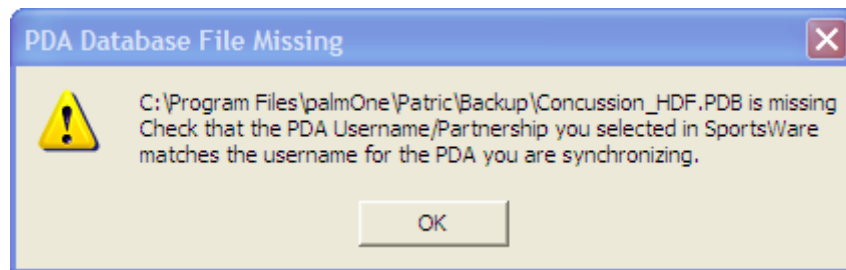 PDA Database File Missing
C:\Program Files\palmOne\Patric\Backup\Concussion_HDF.PDB is missing
Check that the PDA Username/Partnership you selected in SportsWare
matches the username for the PDA you are synchronizing.
OK